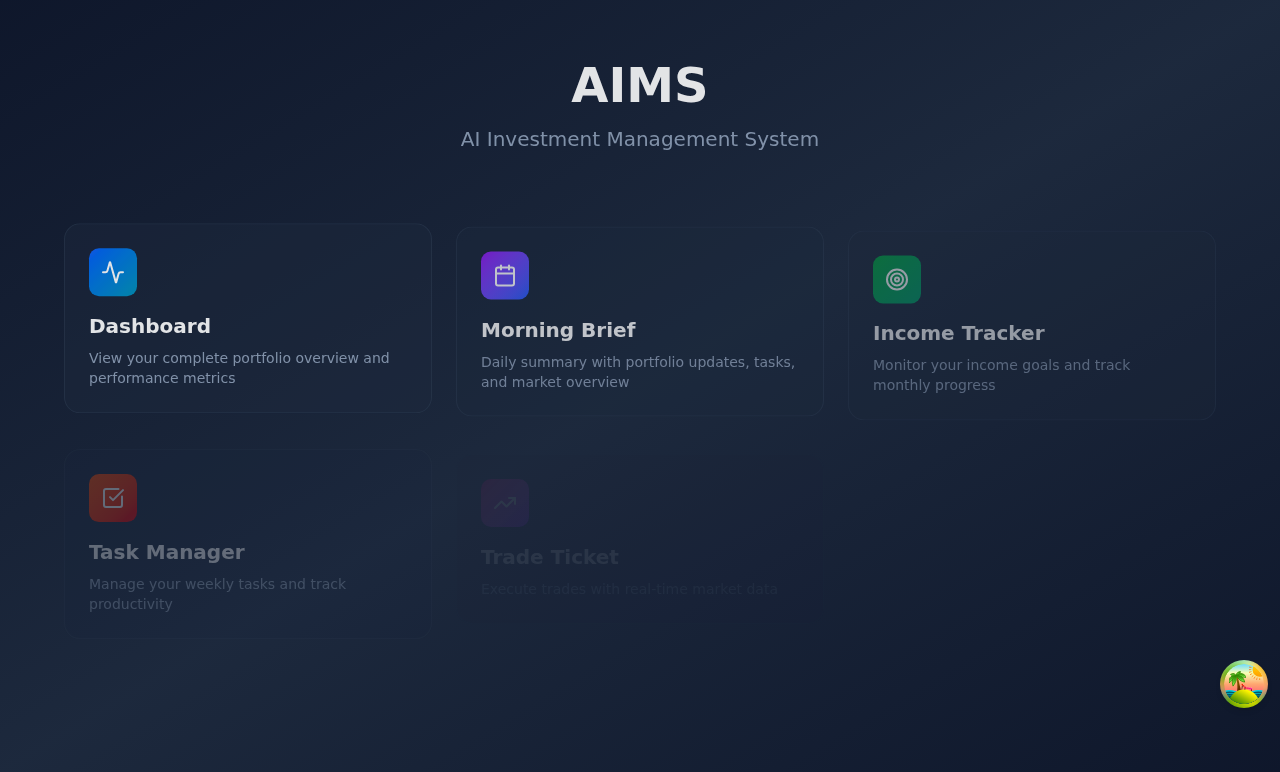 AIMS
AI Investment Management System
Dashboard
View your complete portfolio overview and
performance metrics
Morning Brief
Daily summary with portfolio updates, tasks,
and market overview
Income Tracker
Monitor your income goals and track
monthly progress
Task Manager
Manage your weekly tasks and track
productivity
Trade Ticket
Execute trades with real-time market data